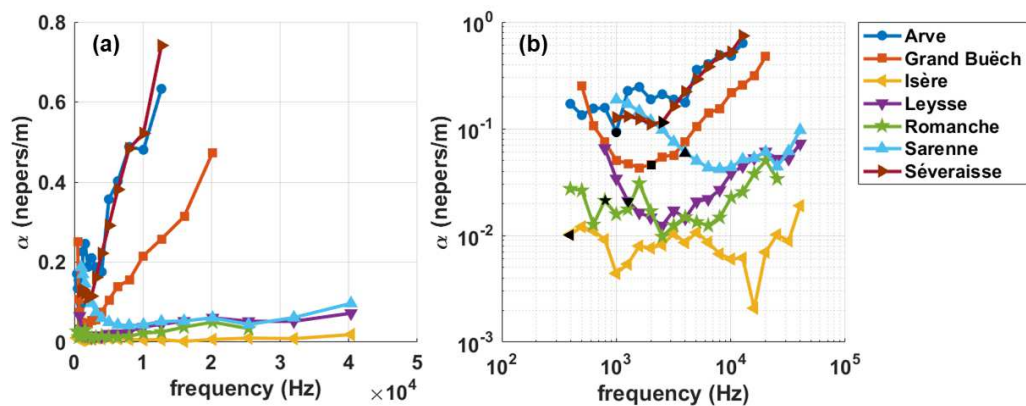 (a)
α (nepers/m)
0.8
0.6
0.4
0.2
0
0
1
2
3
4
5
×10⁴
frequency (Hz)
(b)
α (nepers/m)
10⁰
10⁻¹
10⁻²
10⁻³
10²
10³
10⁴
10⁵
frequency (Hz)
Arve
Grand Buëch
Isère
Leysse
Romanche
Sarenne
Séveraisse